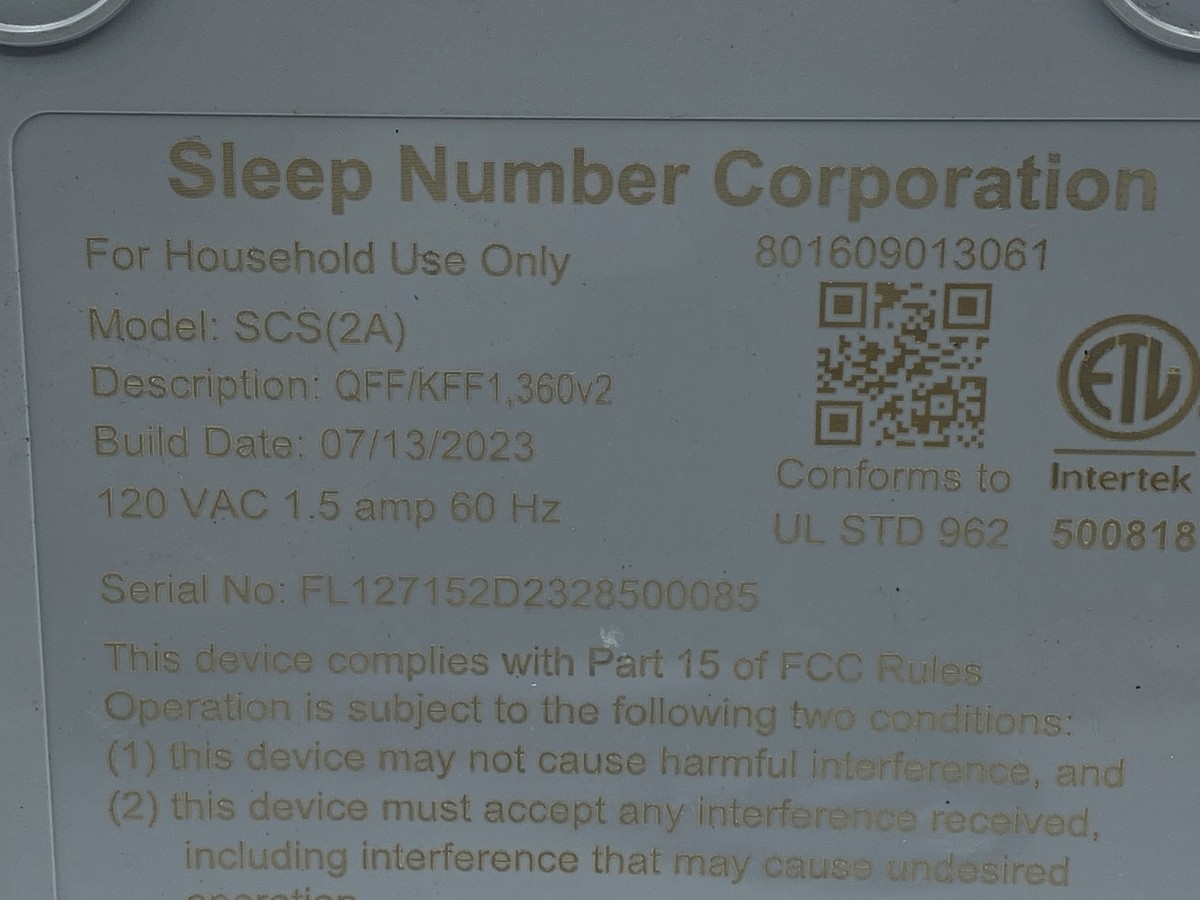 Sleep Number Corporation
For Household Use Only
801609013061
Model: SCS(2A)
Description: QFF/KFF1,360v2
Build Date: 07/13/2023
120 VAC 1.5 amp 60 Hz
ETL
Conforms to
UL STD 962
Intertek
500818
Serial No: FL127152D2328500085
This device complies with Part 15 of FCC Rules
Operation is subject to the following two conditions:
(1) this device may not cause harmful interference, and
(2) this device must accept any interference received,
including interference that may cause undesired
operation